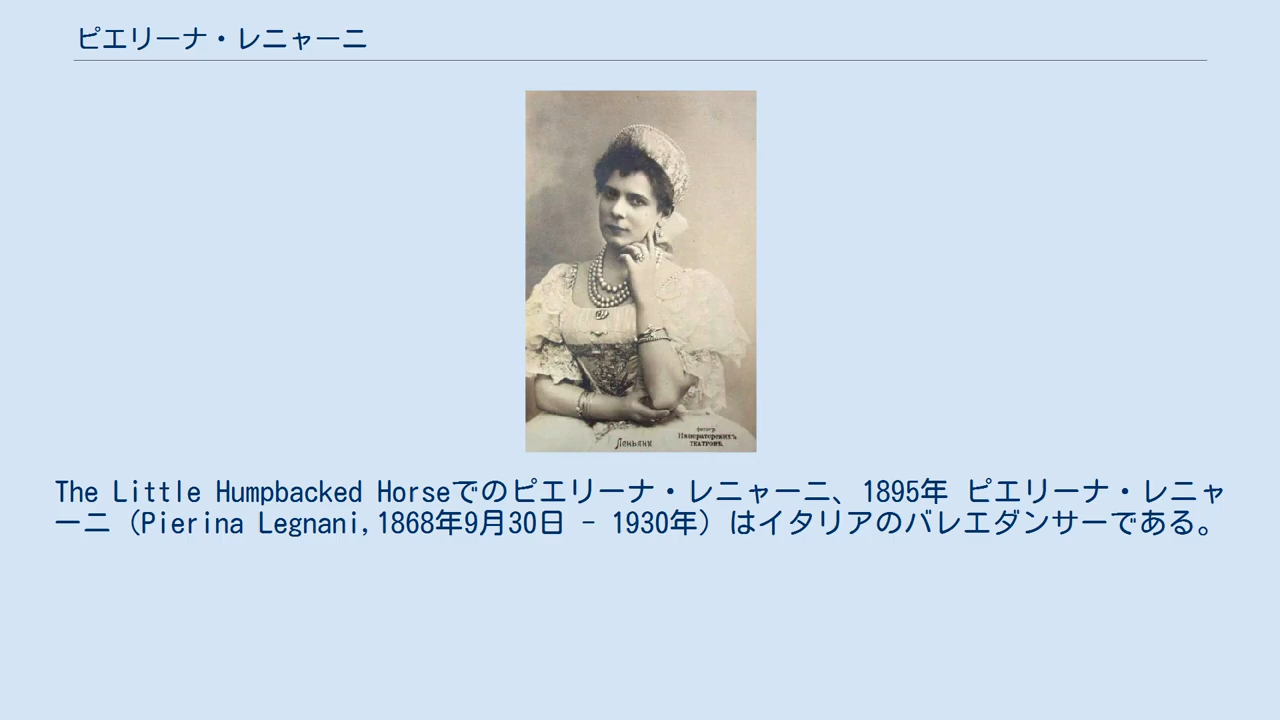 ピエリーナ・レニャーニ
Леньяни
фотогр.
Императорскихъ
ТЕАТРОВЪ.
The Little Humpbacked Horseでのピエリーナ・レニャーニ、1895年 ピエリーナ・レニャ
ーニ（Pierina Legnani,1868年9月30日 - 1930年）はイタリアのバレエダンサーである。